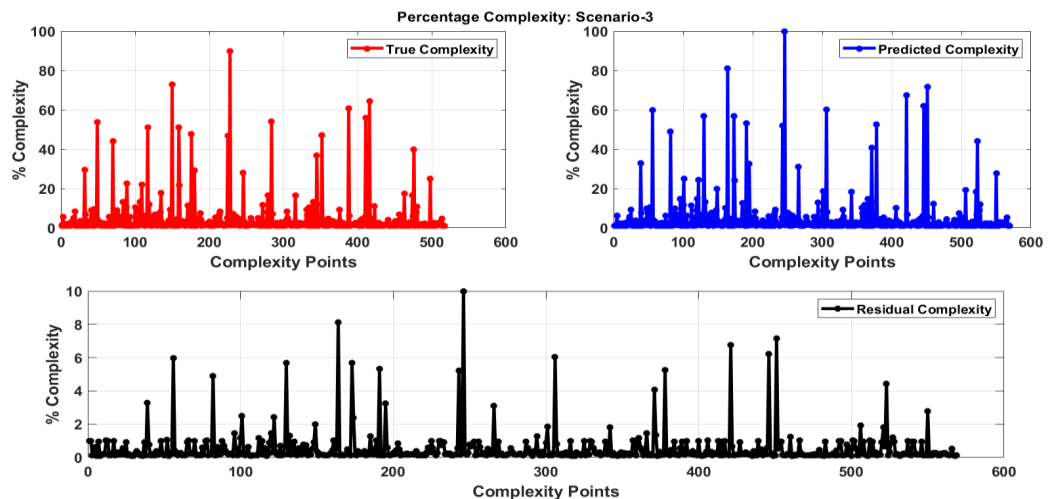 Percentage Complexity: Scenario-3
100
80
60
40
20
0
% Complexity
True Complexity
0 100 200 300 400 500 600
Complexity Points
100
80
60
40
20
0
% Complexity
Predicted Complexity
0 100 200 300 400 500 600
Complexity Points
10
8
6
4
2
0
% Complexity
Residual Complexity
0 100 200 300 400 500 600
Complexity Points